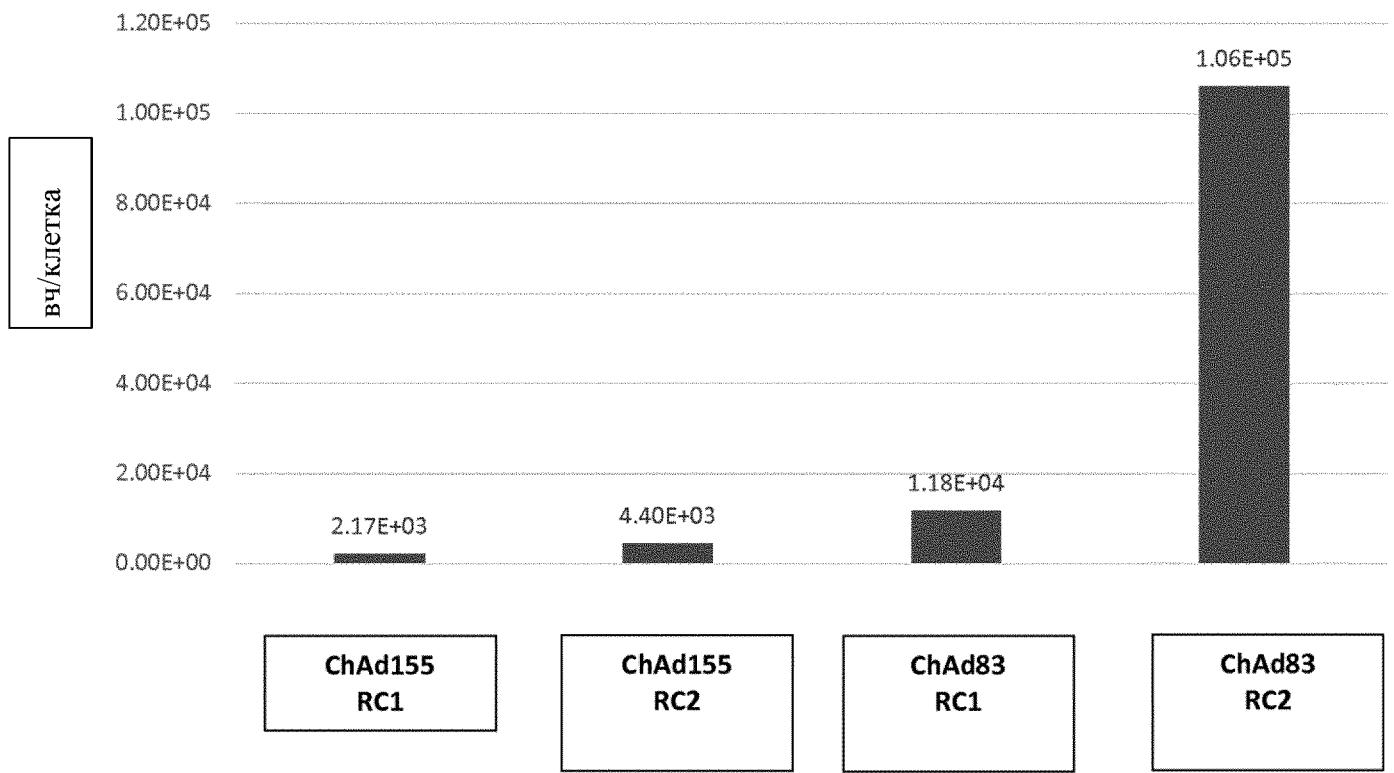 1.20E+05
1.06E+05
1.00E+05
вч/клетка
8.00E+04
6.00E+04
4.00E+04
2.00E+04
1.18E+04
4.40E+03
2.17E+03
0.00E+00
ChAd155
RC1
ChAd155
RC2
ChAd83
RC1
ChAd83
RC2